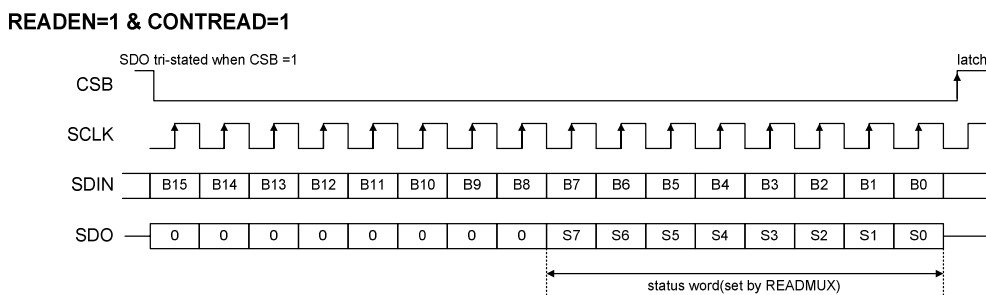 READEN=1 & CONTREAD=1
SDO tri-stated when CSB =1
latch
CSB
SCLK
SDIN B15 B14 B13 B12 B11 B10 B9 B8 B7 B6 B5 B4 B3 B2 B1 B0
SDO 0 0 0 0 0 0 0 0 S7 S6 S5 S4 S3 S2 S1 S0
status word(set by READMUX)